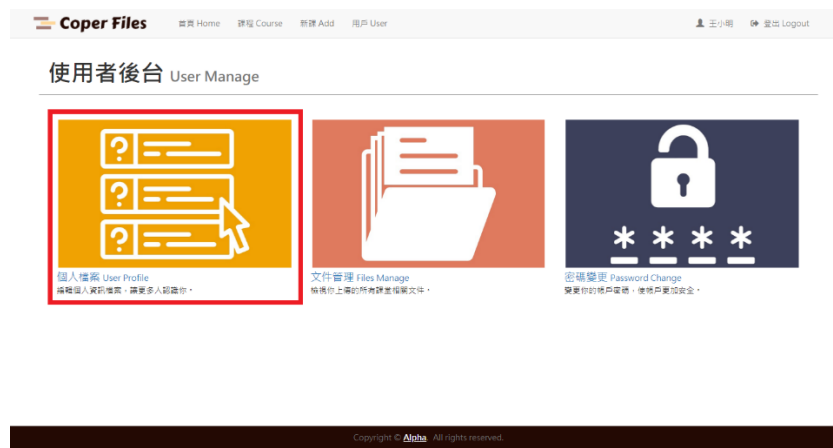 Coper Files 首頁 Home 課程 Course 新課 Add 用戶 User 王小明 登出 Logout
使用者後台 User Manage
個人檔案 User Profile
編輯個人資訊檔案，讓更多人認識你。
文件管理 Files Manage
檢視你上傳的所有課堂相關文件。
密碼變更 Password Change
變更你的帳戶密碼，使帳戶更加安全。
Copyright © Alpha. All rights reserved.